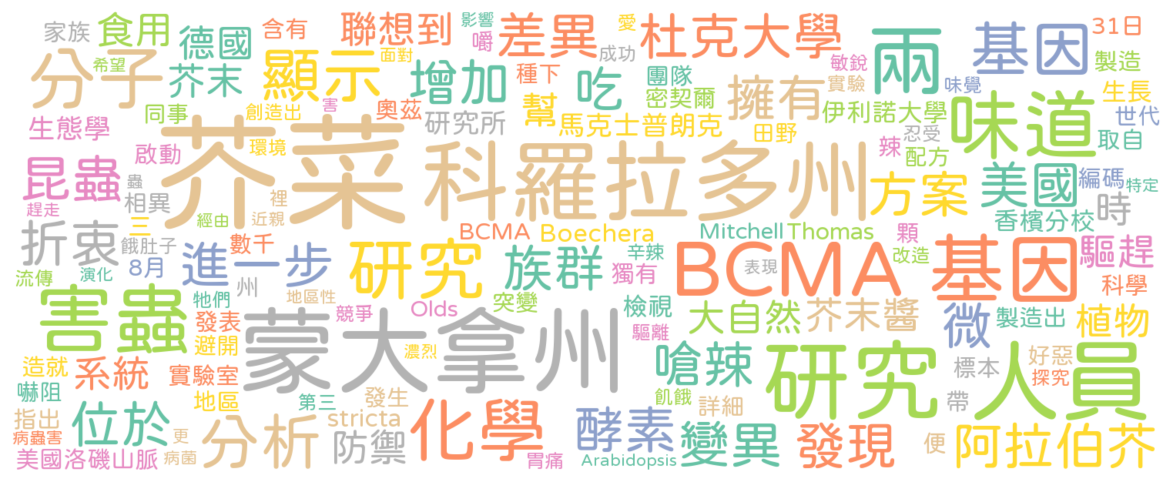 家族 食用 德國 含有 聯想到 影響 嚼 差異 愛 杜克大學 兩 基因 31日
分子 希望 芥末 顯示 面對 增加 種下 成功 吃 團隊 敏銳 實驗 味覺 製造
同事 創造出 害 奧茲 幫 密契爾 擁有 伊利諾大學 味道 生長 世代
生態學 啟動 環境 研究所 馬克士普朗克 田野 辣 忍受 配方 取自
昆蟲 蟲 裡 芥菜 科羅拉多州 方案 美國 編碼 特定
趕走 相異 三 經由 近親 香檳分校 時
折衷 餓肚子 數千 BCMA Boechera Mitchell Thomas 顆 驅趕
流傳 演化 8月 進一步 研究 族群 辛辣 獨有 BCMA 表現 改造 基因 科學
害蟲 牠們 州 地區性 競爭 Olds 突變 檢視 大自然 芥末醬 微 製造出 植物
發表 避開 蒙大拿州 濃烈 驅離
造就 系統 實驗室 嗆辣 研究 人員 標本 好惡 探究
嚇阻 地區 第三 發生 飢餓 詳細 帶
指出 位於 stricta 化學 酵素 變異 發現 便 阿拉伯芥
病蟲害 更 分析 防禦
美國洛磯山脈 病菌 胃痛 Arabidopsis